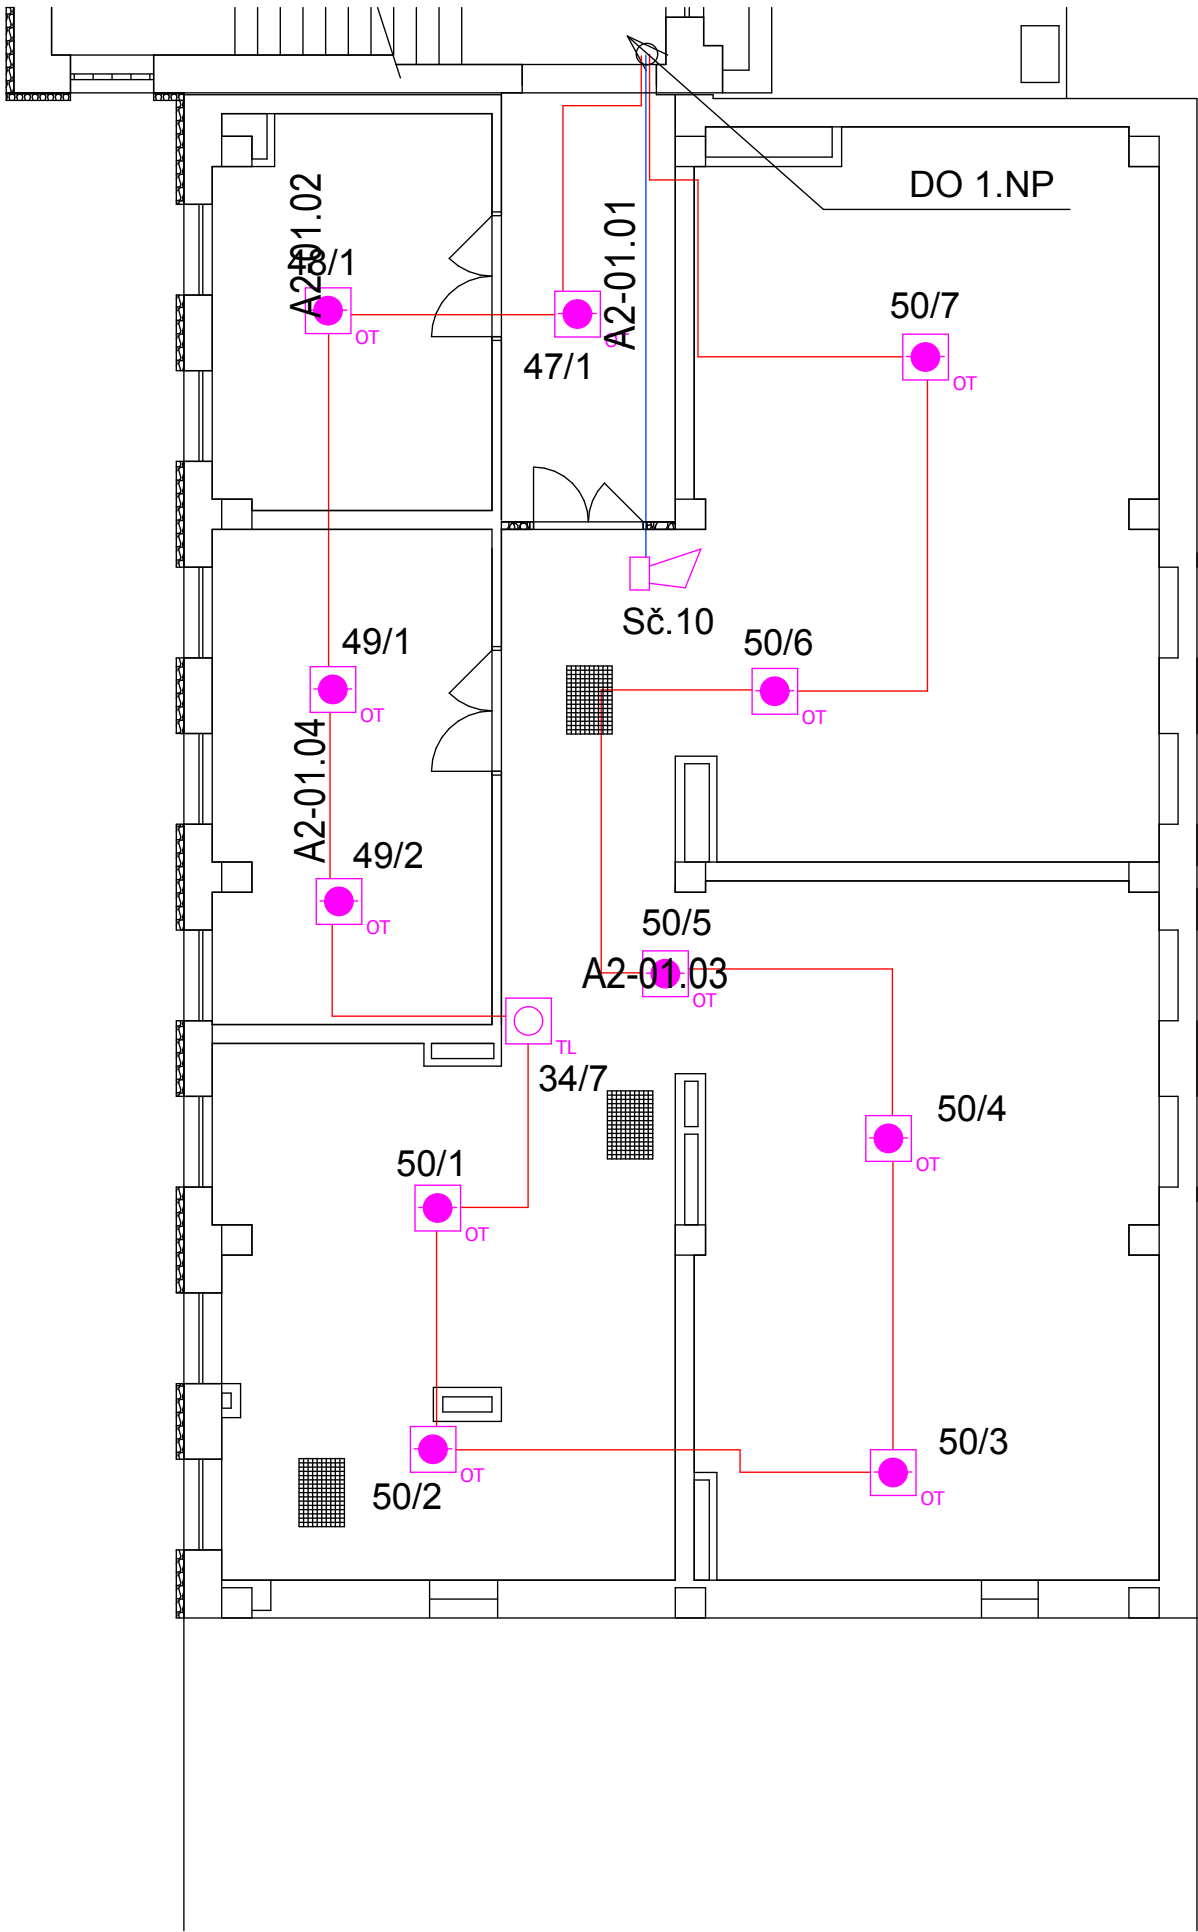 DO 1.NP
A2-01.02
A2-01.01
48/1
OT
OT
47/1
50/7
OT
Sč.10
49/1
OT
50/6
OT
A2-01.04
49/2
OT
50/5
A2-01.03
OT
TL
34/7
50/4
OT
50/1
OT
50/3
OT
50/2
OT